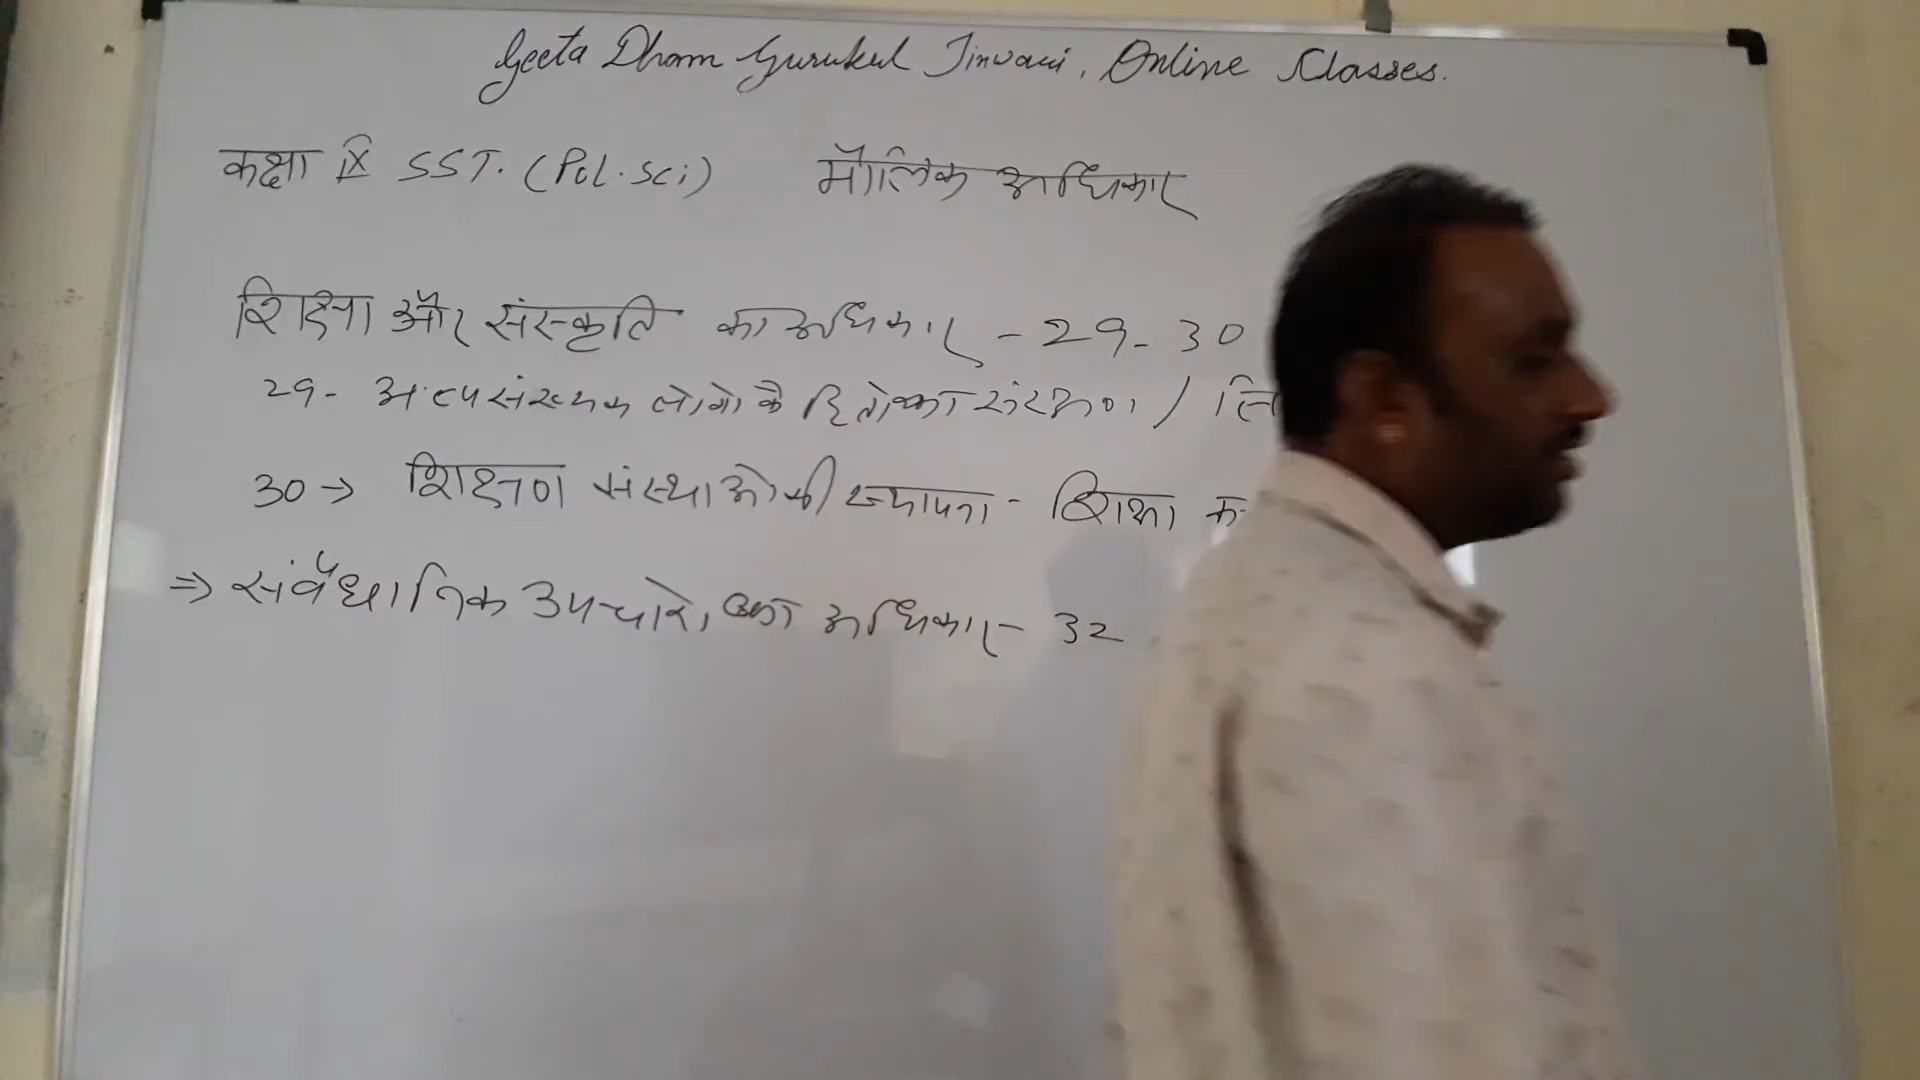 Geeta Dham Gurukul Jinwani, Online Classes.
कक्षा IX SST. (Pol. Sci) मौलिक अधिकार
शिक्षा और संस्कृति का अधिकार - 29-30
29- अल्पसंख्यक लोगो के हितो का संरक्षण / लि
30 → शिक्षण संस्थाओ की स्थापना - शिक्षा
⇒ संवैधानिक उपचारो का अधिकार - 32